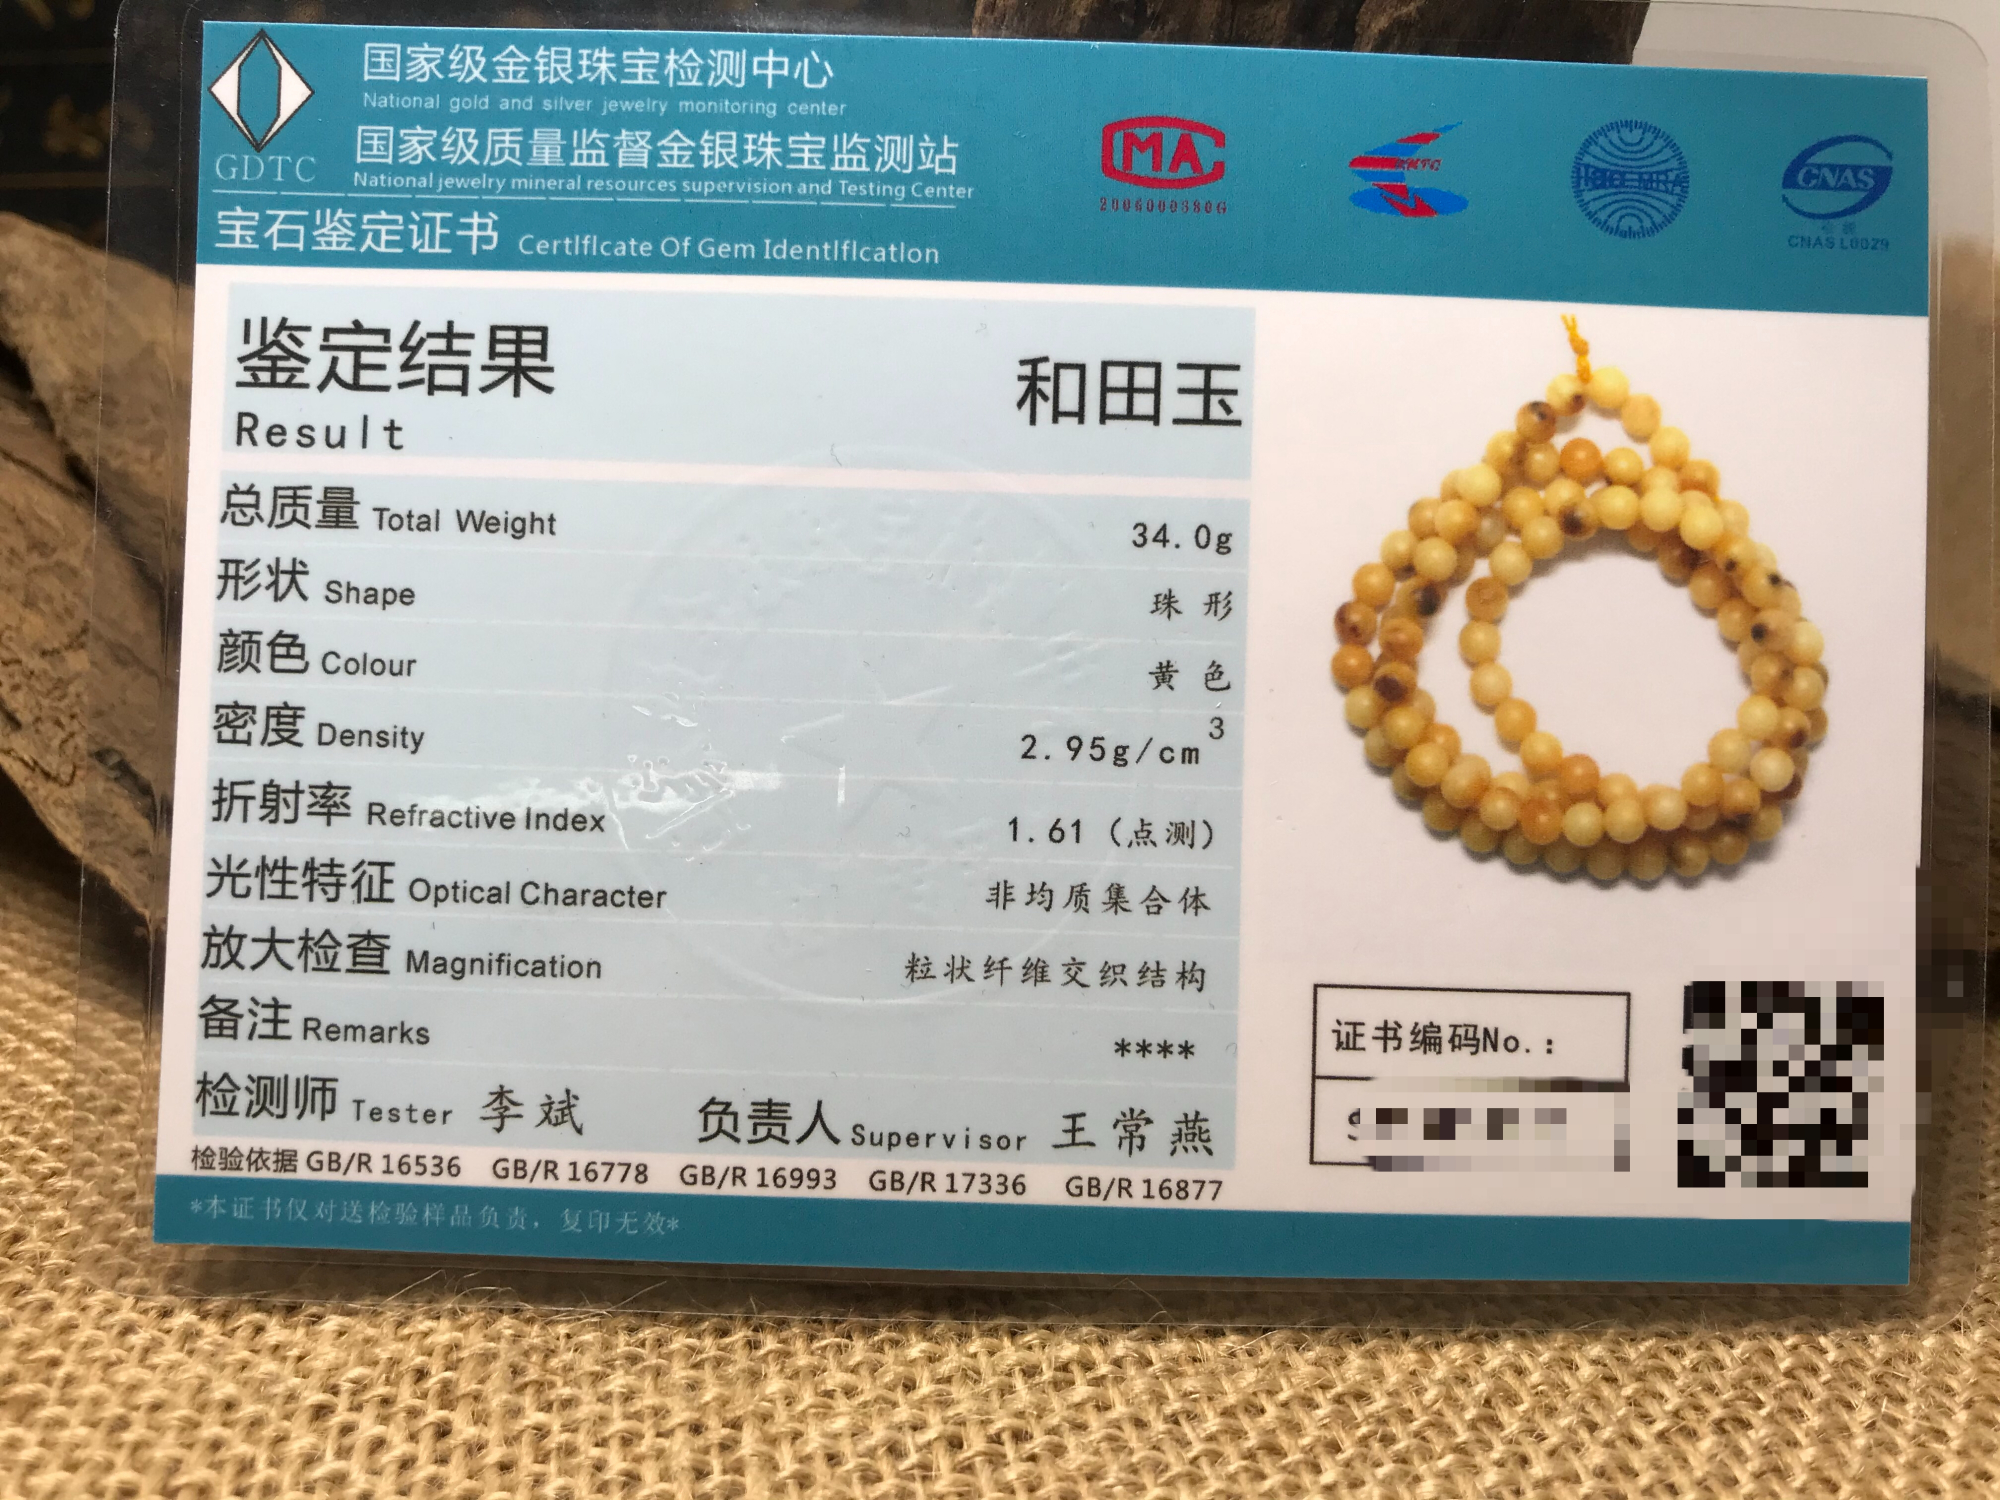 国家级金银珠宝检测中心
National gold and silver jewelry monitoring center
国家级质量监督金银珠宝监测站
National jewelry mineral resources supervision and Testing Center
GDTC
宝石鉴定证书 Certificate Of Gem Identification
MA
CNAS
鉴定结果 和田玉
Result
总质量 Total Weight 34.0g
形状 Shape 珠形
颜色 Colour 黄色
密度 Density 2.95g/cm³
折射率 Refractive Index 1.61（点测）
光性特征 Optical Character 非均质集合体
放大检查 Magnification 粒状纤维交织结构
备注 Remarks ****
检测师 Tester 李斌 负责人 Supervisor 王常燕
检验依据 GB/R 16536 GB/R 16778 GB/R 16993 GB/R 17336 GB/R 16877
*本证书仅对送检验样品负责，复印无效*
证书编码No.：